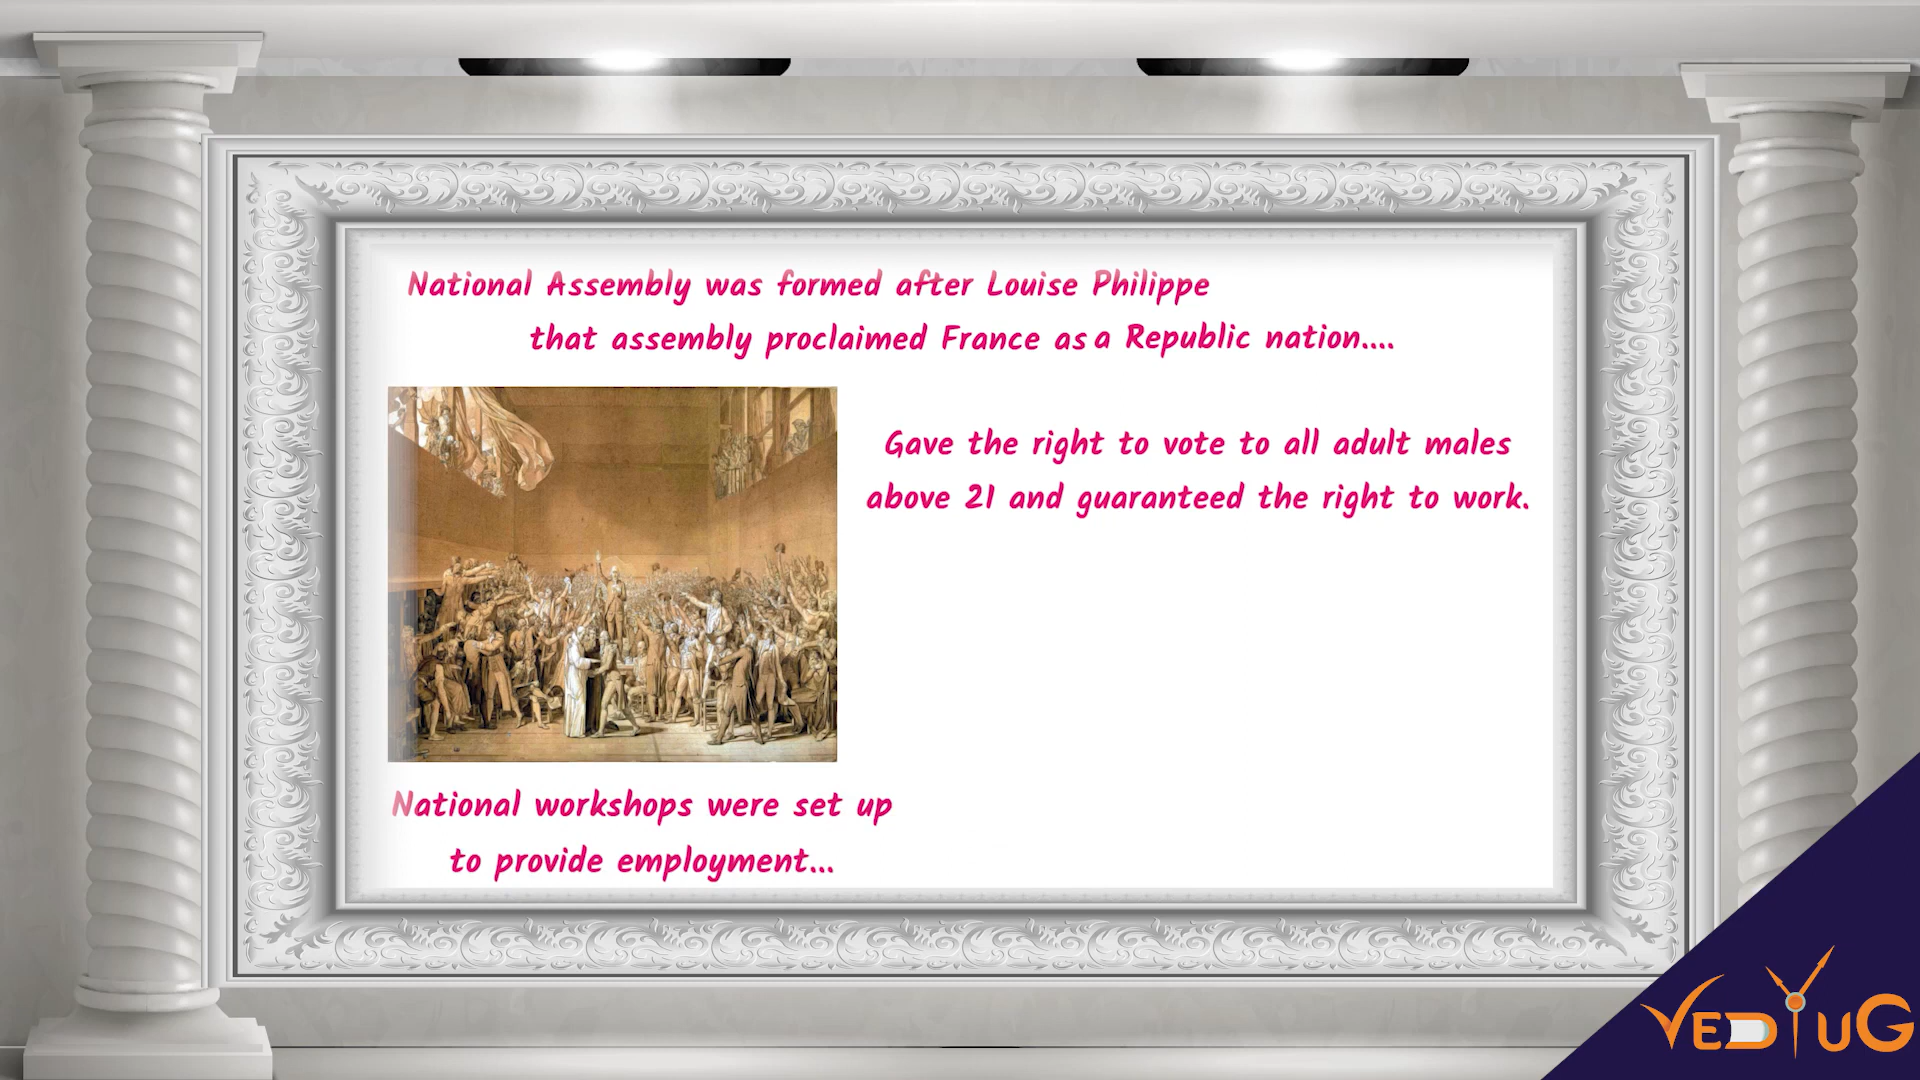 National Assembly was formed after Louise Philippe
that assembly proclaimed France as a Republic nation....
Gave the right to vote to all adult males
above 21 and guaranteed the right to work.
National workshops were set up
to provide employment...
VEDYUG